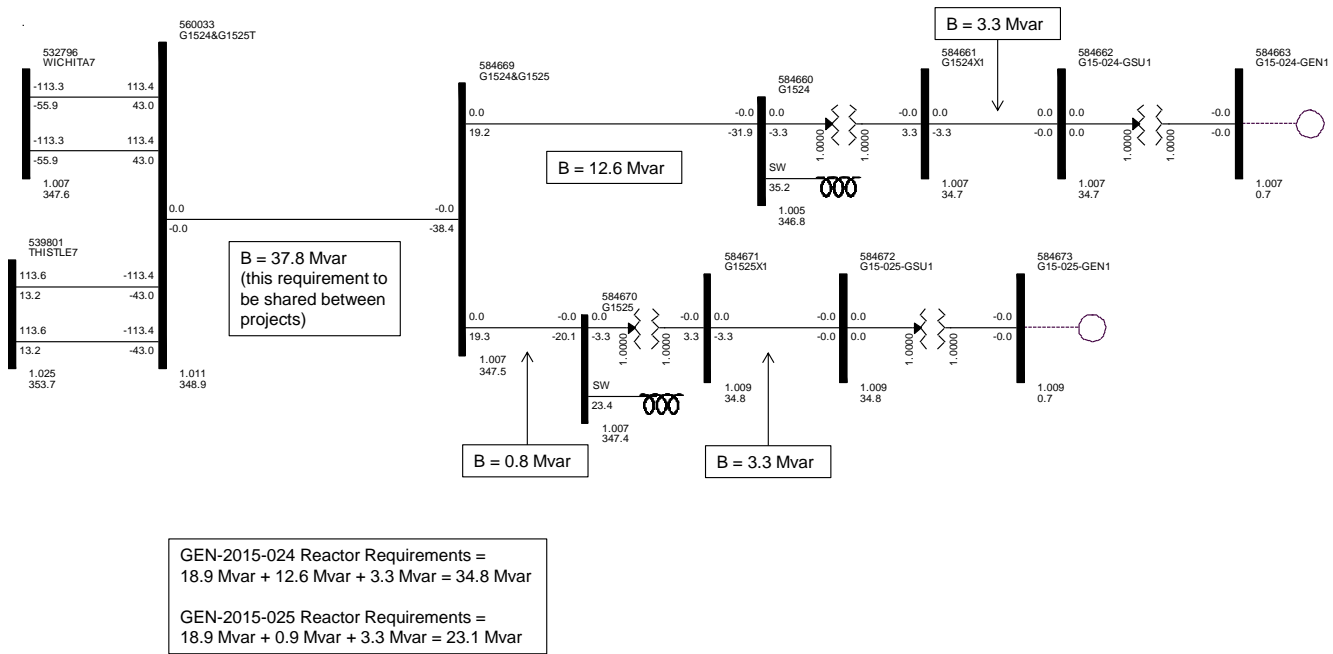 560033
G1524&G1525T
532796
WICHITA7
-113.3 113.4
-55.9 43.0
-113.3 113.4
-55.9 43.0
1.007
347.6
539801
THISTLE7
113.6 -113.4
13.2 -43.0
113.6 -113.4
13.2 -43.0
1.025
353.7
1.011
348.9
0.0 -0.0
-0.0 -38.4
B = 37.8 Mvar
(this requirement to
be shared between
projects)
584669
G1524&G1525
0.0 -0.0
19.2 -31.9
B = 12.6 Mvar
584660
G1524
0.0
-3.3
1.0000
1.0000
SW
35.2
1.005
346.8
B = 3.3 Mvar
584661
G1524X1
-0.0 0.0
3.3 -3.3
1.007
34.7
584662
G15-024-GSU1
0.0 0.0
-0.0 0.0
1.0000
1.0000
1.007
34.7
584663
G15-024-GEN1
-0.0
-0.0
1.007
0.7
0.0 -0.0
19.3 -20.1
1.007
347.5
584670
G1525
0.0
-3.3
1.0000
1.0000
SW
23.4
1.007
347.4
584671
G1525X1
-0.0 0.0
3.3 -3.3
1.009
34.8
584672
G15-025-GSU1
-0.0 0.0
-0.0 0.0
1.0000
1.0000
1.009
34.8
584673
G15-025-GEN1
-0.0
-0.0
1.009
0.7
B = 0.8 Mvar
B = 3.3 Mvar
GEN-2015-024 Reactor Requirements =
18.9 Mvar + 12.6 Mvar + 3.3 Mvar = 34.8 Mvar
GEN-2015-025 Reactor Requirements =
18.9 Mvar + 0.9 Mvar + 3.3 Mvar = 23.1 Mvar